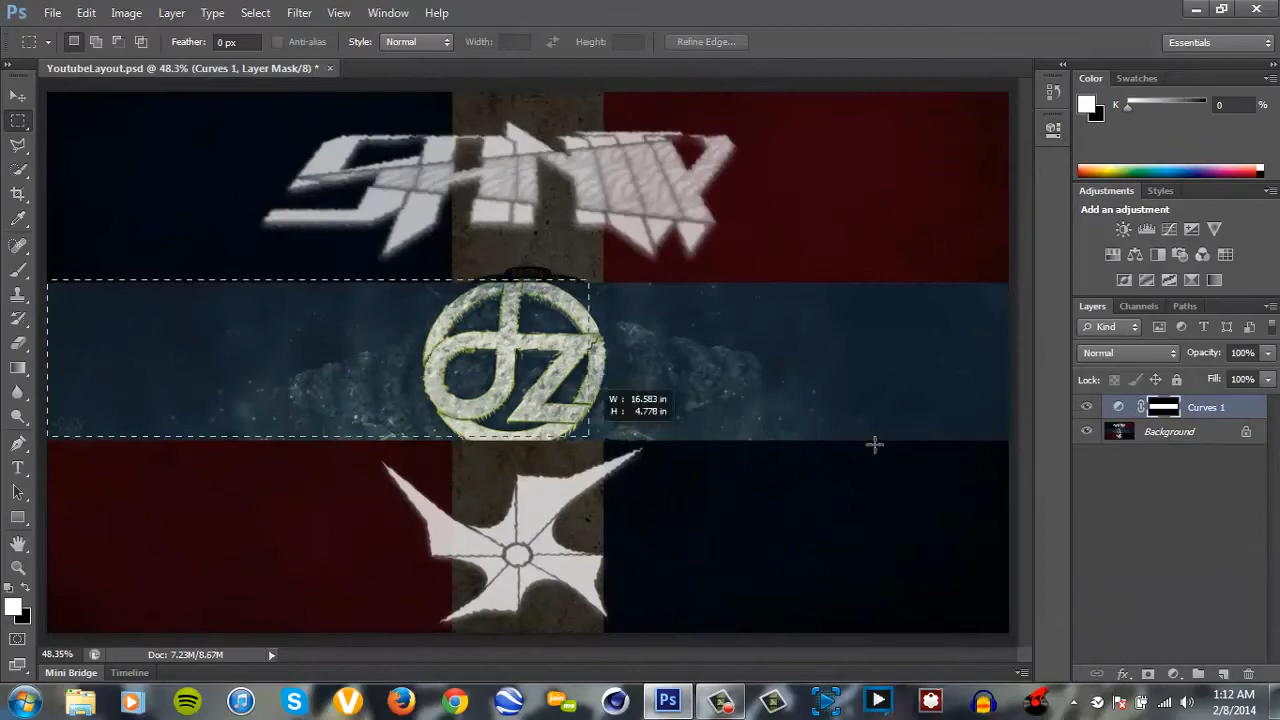 Ps File Edit Image Layer Type Select Filter View Window Help
Feather: 0 px Anti-alias Style: Normal Width: Height: Refine Edge... Essentials
YoutubeLayout.psd @ 48.3% (Curves 1, Layer Mask/8) * ×
Color Swatches
K 0 %
Adjustments Styles
Add an adjustment
Layers Channels Paths
Kind
Normal Opacity: 100%
Lock: Fill: 100%
Curves 1
Background
W : 16.583 in
H : 4.778 in
48.35% Doc: 7.23M/8.67M
Mini Bridge Timeline
Ps
join me
1:12 AM
2/8/2014